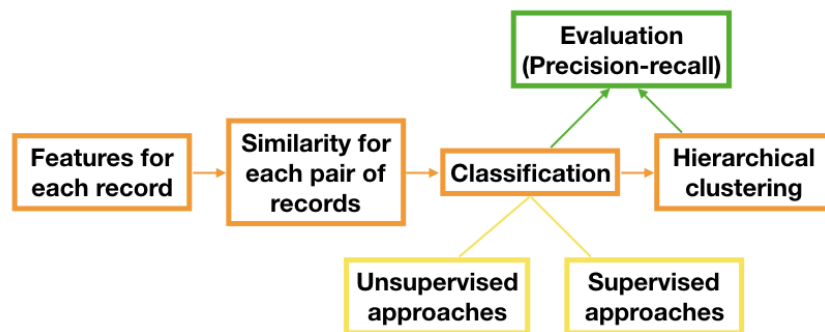 Evaluation
(Precision-recall)
Features for
each record
Similarity for
each pair of
records
Classification
Hierarchical
clustering
Unsupervised
approaches
Supervised
approaches